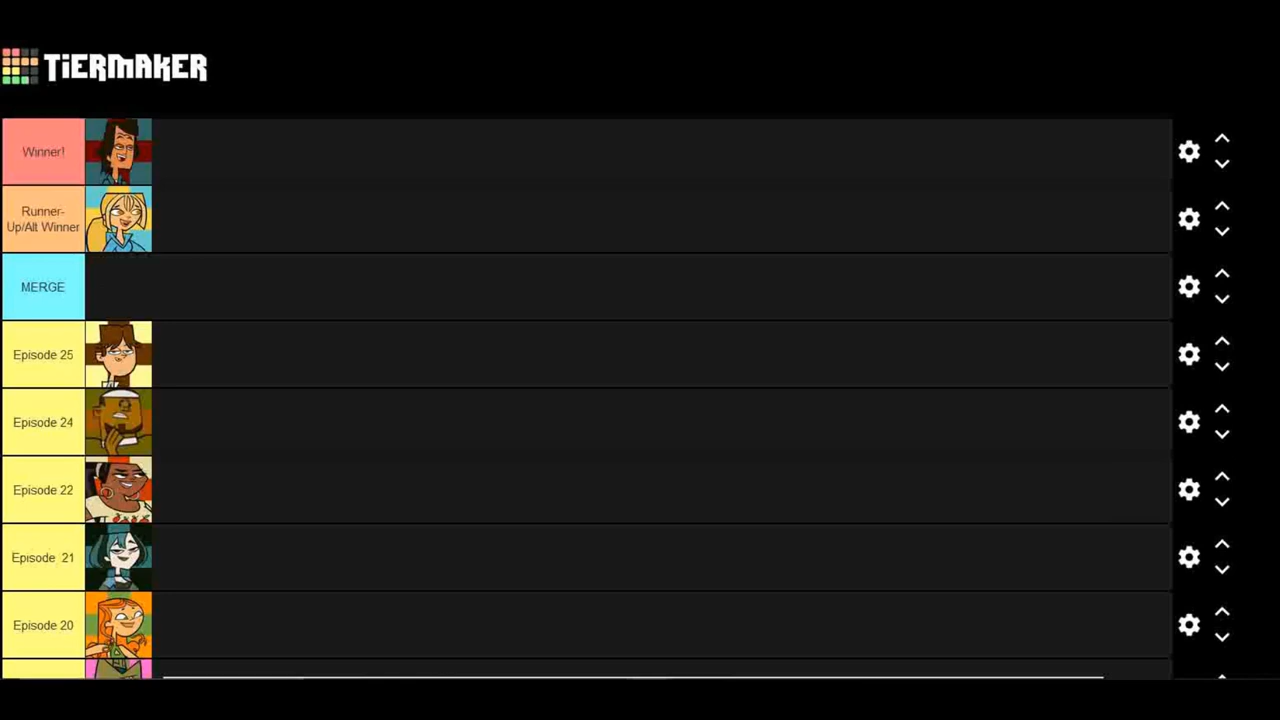 TIERMAKER
Winner!
Runner-
Up/Alt Winner
MERGE
Episode 25
Episode 24
Episode 22
Episode 21
Episode 20